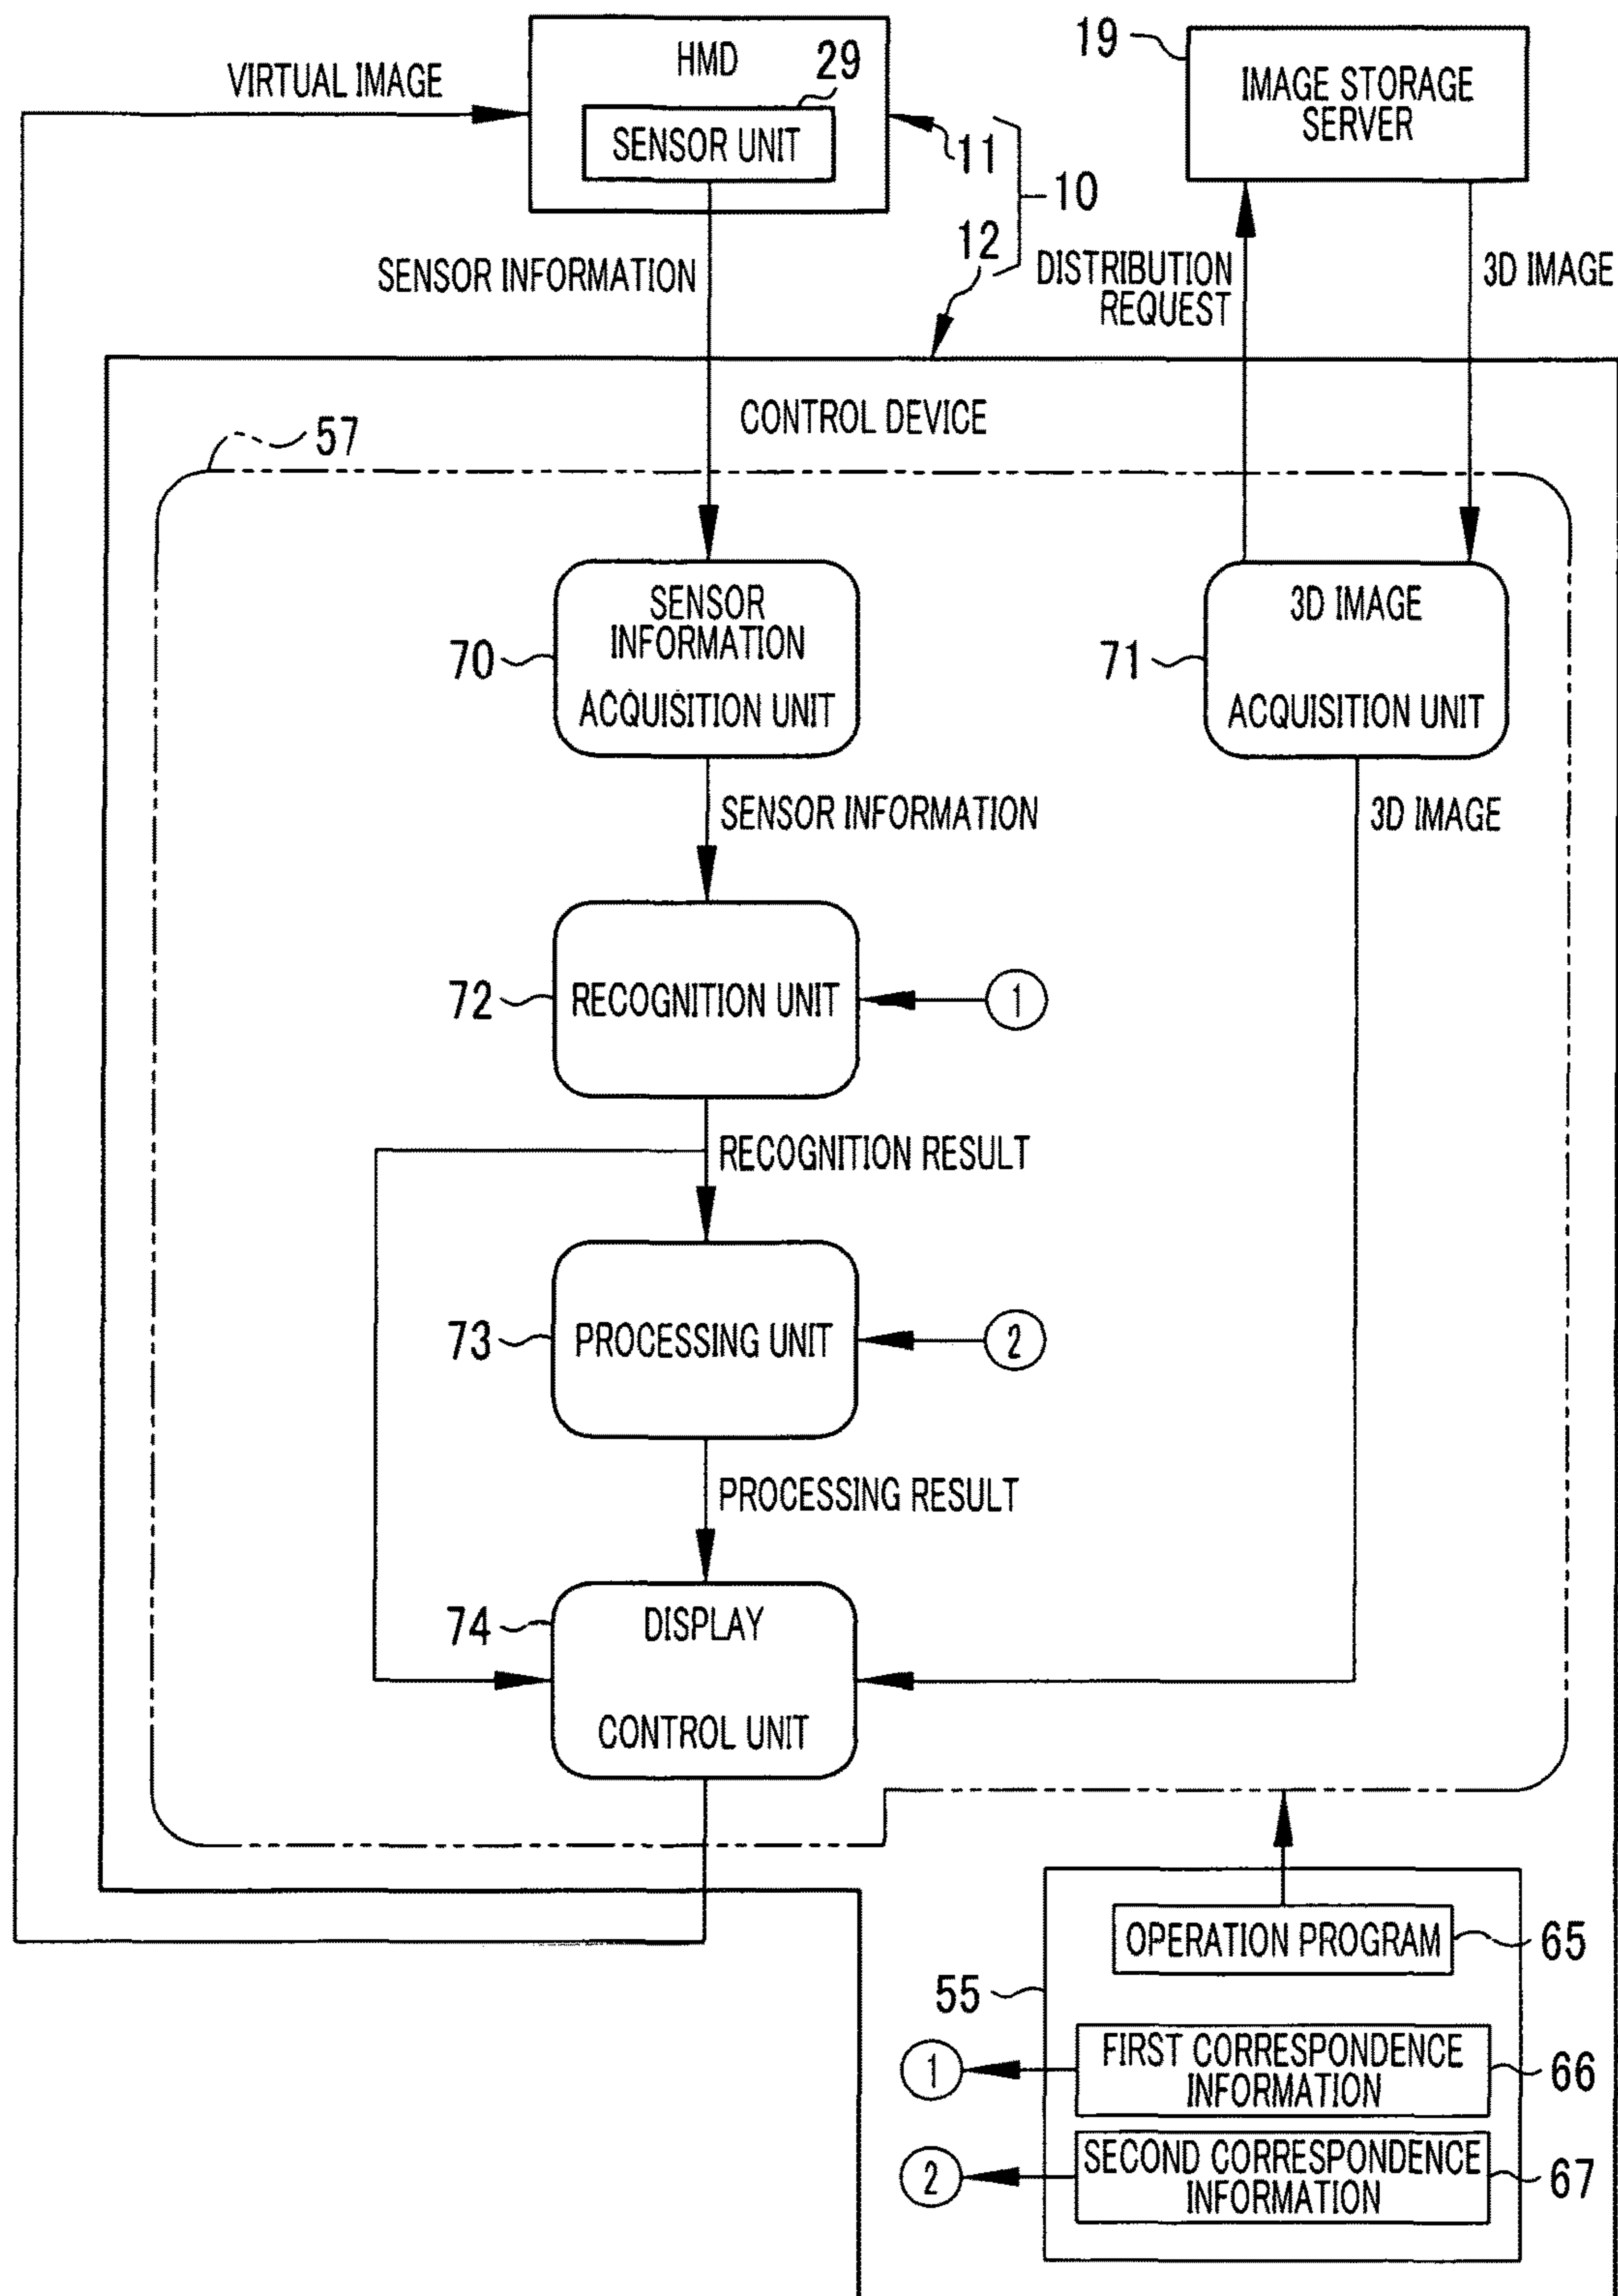 HMD
29
SENSOR UNIT
VIRTUAL IMAGE
19
IMAGE STORAGE
SERVER
11
10
12
SENSOR INFORMATION
DISTRIBUTION
REQUEST
3D IMAGE
CONTROL DEVICE
57
SENSOR
INFORMATION
ACQUISITION UNIT
70
3D IMAGE
ACQUISITION UNIT
71
SENSOR INFORMATION
3D IMAGE
72
RECOGNITION UNIT
1
RECOGNITION RESULT
73
PROCESSING UNIT
2
PROCESSING RESULT
74
DISPLAY
CONTROL UNIT
OPERATION PROGRAM
65
55
1
FIRST CORRESPONDENCE
INFORMATION
66
2
SECOND CORRESPONDENCE
INFORMATION
67